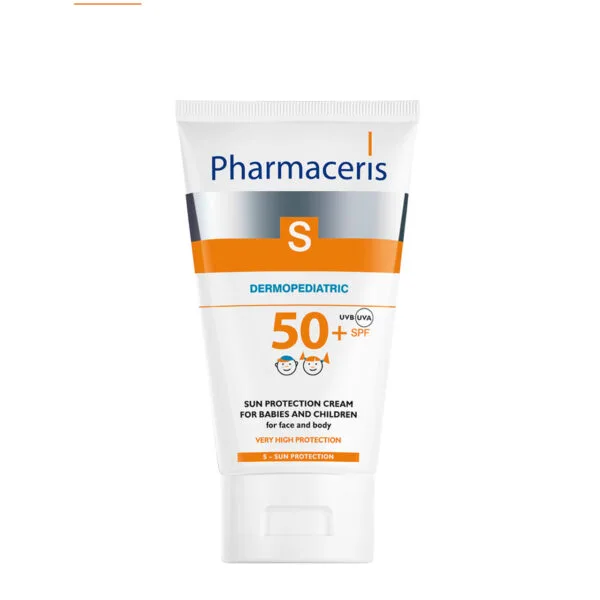 Pharmaceris
S
DERMOPEDIATRIC
UVB UVA
50+ SPF
SUN PROTECTION CREAM
FOR BABIES AND CHILDREN
for face and body
VERY HIGH PROTECTION
S - SUN PROTECTION